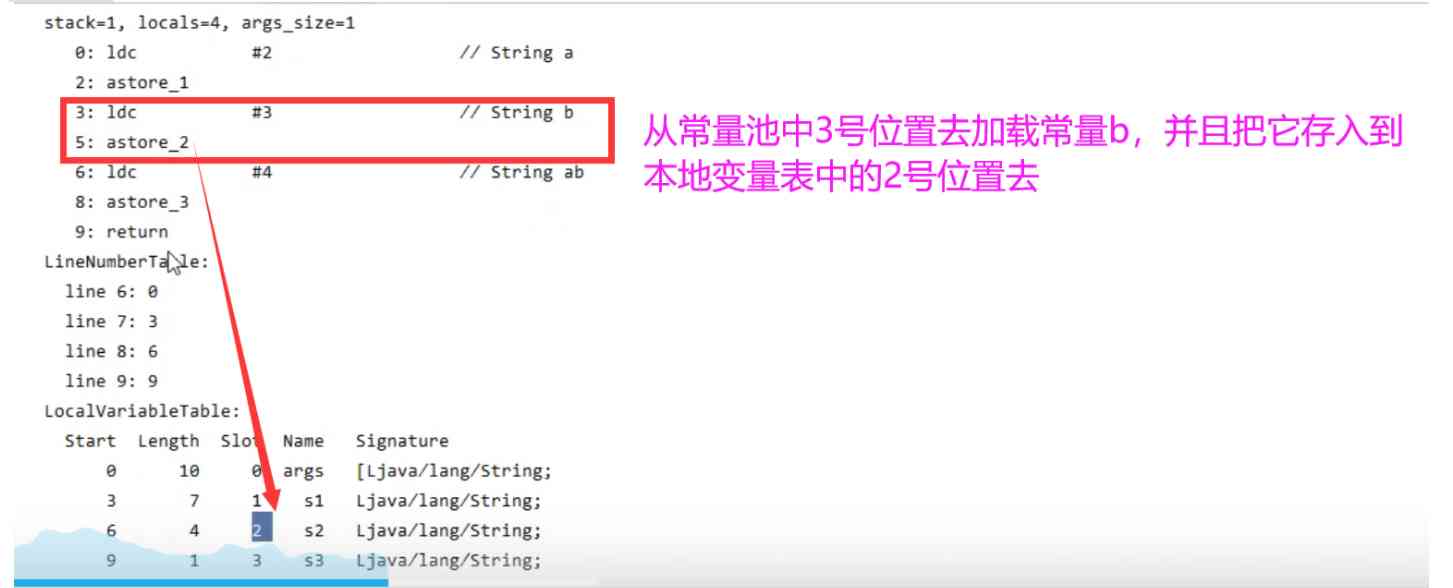 stack=1, locals=4, args_size=1
0: ldc #2 // String a
2: astore_1
3: ldc #3 // String b
5: astore_2
6: ldc #4 // String ab
8: astore_3
9: return
从常量池中3号位置去加载常量b，并且把它存入到
本地变量表中的2号位置去
LineNumberTable:
line 6: 0
line 7: 3
line 8: 6
line 9: 9
LocalVariableTable:
Start Length Slot Name Signature
0 10 0 args [Ljava/lang/String;
3 7 1 s1 Ljava/lang/String;
6 4 2 s2 Ljava/lang/String;
9 1 3 s3 Ljava/lang/String;